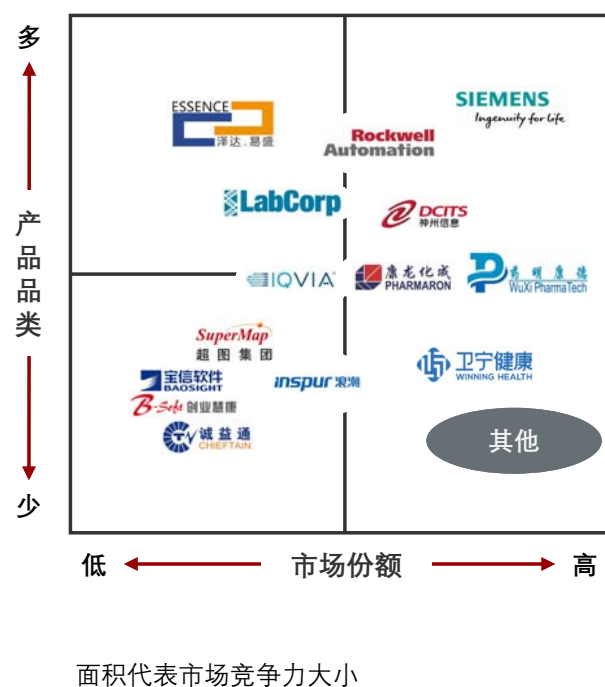 多
产
品
品
类
少
ESSENCE
泽达.易盛
SIEMENS
Ingenuity for life
Rockwell
Automation
LabCorp
DCITS
神州信息
IQVIA
康龙化成
PHARMARON
药明康德
WuXi PharmaTech
SuperMap
超图集团
宝信软件
BAOSIGHT
B-Soft 创业慧康
inspur 浪潮
诚益通
CHIEFTAIN
卫宁健康
WINNING HEALTH
其他
低
市场份额
高
面积代表市场竞争力大小